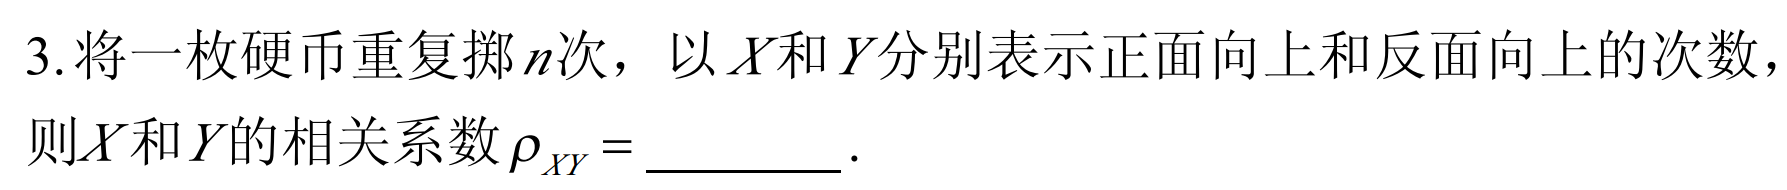 3.将一枚硬币重复掷n次，以X和Y分别表示正面向上和反面向上的次数，
则X和Y的相关系数ρ_{XY} = ________.